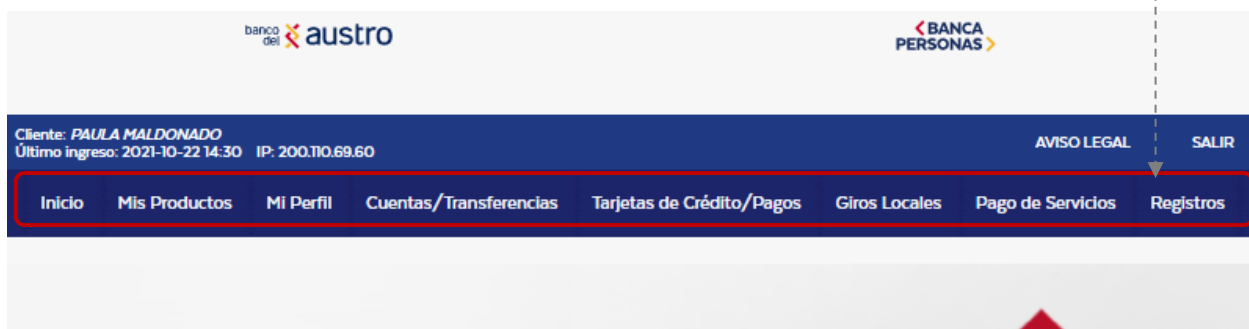 banco del austro
<BANCA PERSONAS>
Cliente: PAULA MALDONADO
Último ingreso: 2021-10-22 14:30 IP: 200.110.69.60
AVISO LEGAL SALIR
Inicio Mis Productos Mi Perfil Cuentas/Transferencias Tarjetas de Crédito/Pagos Giros Locales Pago de Servicios Registros